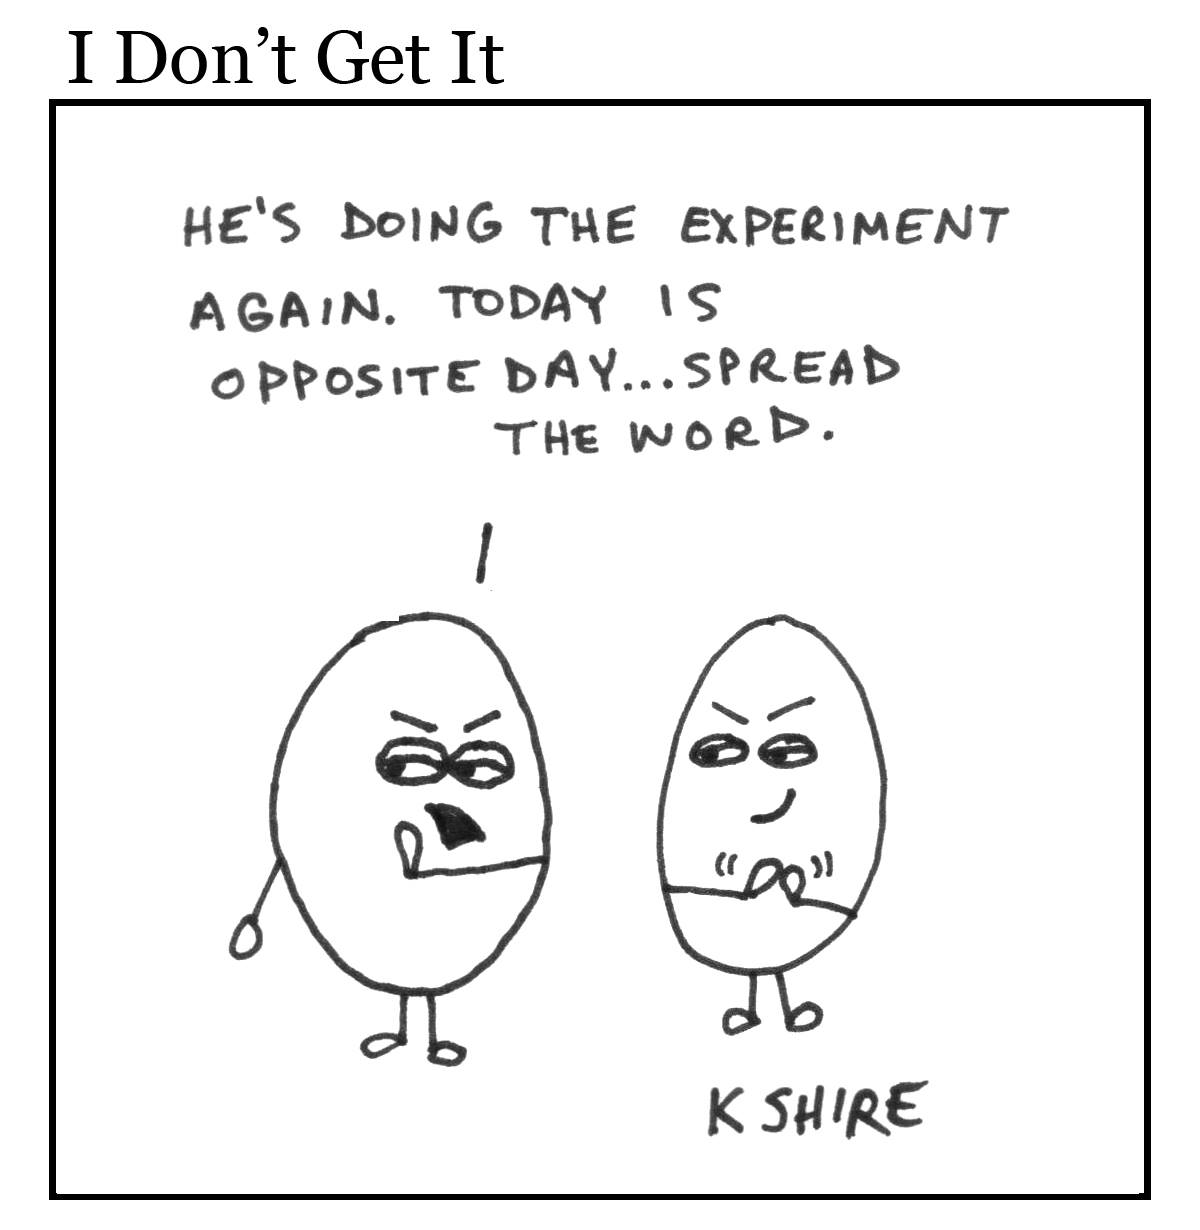 I Don’t Get It
HE'S DOING THE EXPERIMENT
AGAIN. TODAY IS
OPPOSITE DAY...SPREAD
THE WORD.
K SHIRE